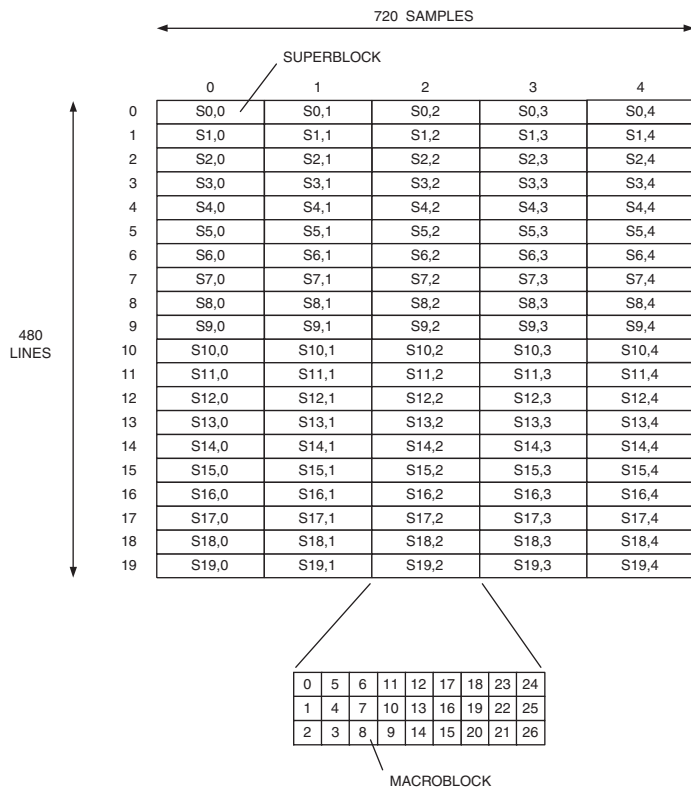 720 SAMPLES
SUPERBLOCK
0 1 2 3 4
0 S0,0 S0,1 S0,2 S0,3 S0,4
1 S1,0 S1,1 S1,2 S1,3 S1,4
2 S2,0 S2,1 S2,2 S2,3 S2,4
3 S3,0 S3,1 S3,2 S3,3 S3,4
4 S4,0 S4,1 S4,2 S4,3 S4,4
5 S5,0 S5,1 S5,2 S5,3 S5,4
6 S6,0 S6,1 S6,2 S6,3 S6,4
7 S7,0 S7,1 S7,2 S7,3 S7,4
8 S8,0 S8,1 S8,2 S8,3 S8,4
9 S9,0 S9,1 S9,2 S9,3 S9,4
480
LINES
10 S10,0 S10,1 S10,2 S10,3 S10,4
11 S11,0 S11,1 S11,2 S11,3 S11,4
12 S12,0 S12,1 S12,2 S12,3 S12,4
13 S13,0 S13,1 S13,2 S13,3 S13,4
14 S14,0 S14,1 S14,2 S14,3 S14,4
15 S15,0 S15,1 S15,2 S15,3 S15,4
16 S16,0 S16,1 S16,2 S16,3 S16,4
17 S17,0 S17,1 S17,2 S17,3 S17,4
18 S18,0 S18,1 S18,2 S18,3 S18,4
19 S19,0 S19,1 S19,2 S19,3 S19,4
0 5 6 11 12 17 18 23 24
1 4 7 10 13 16 19 22 25
2 3 8 9 14 15 20 21 26
MACROBLOCK